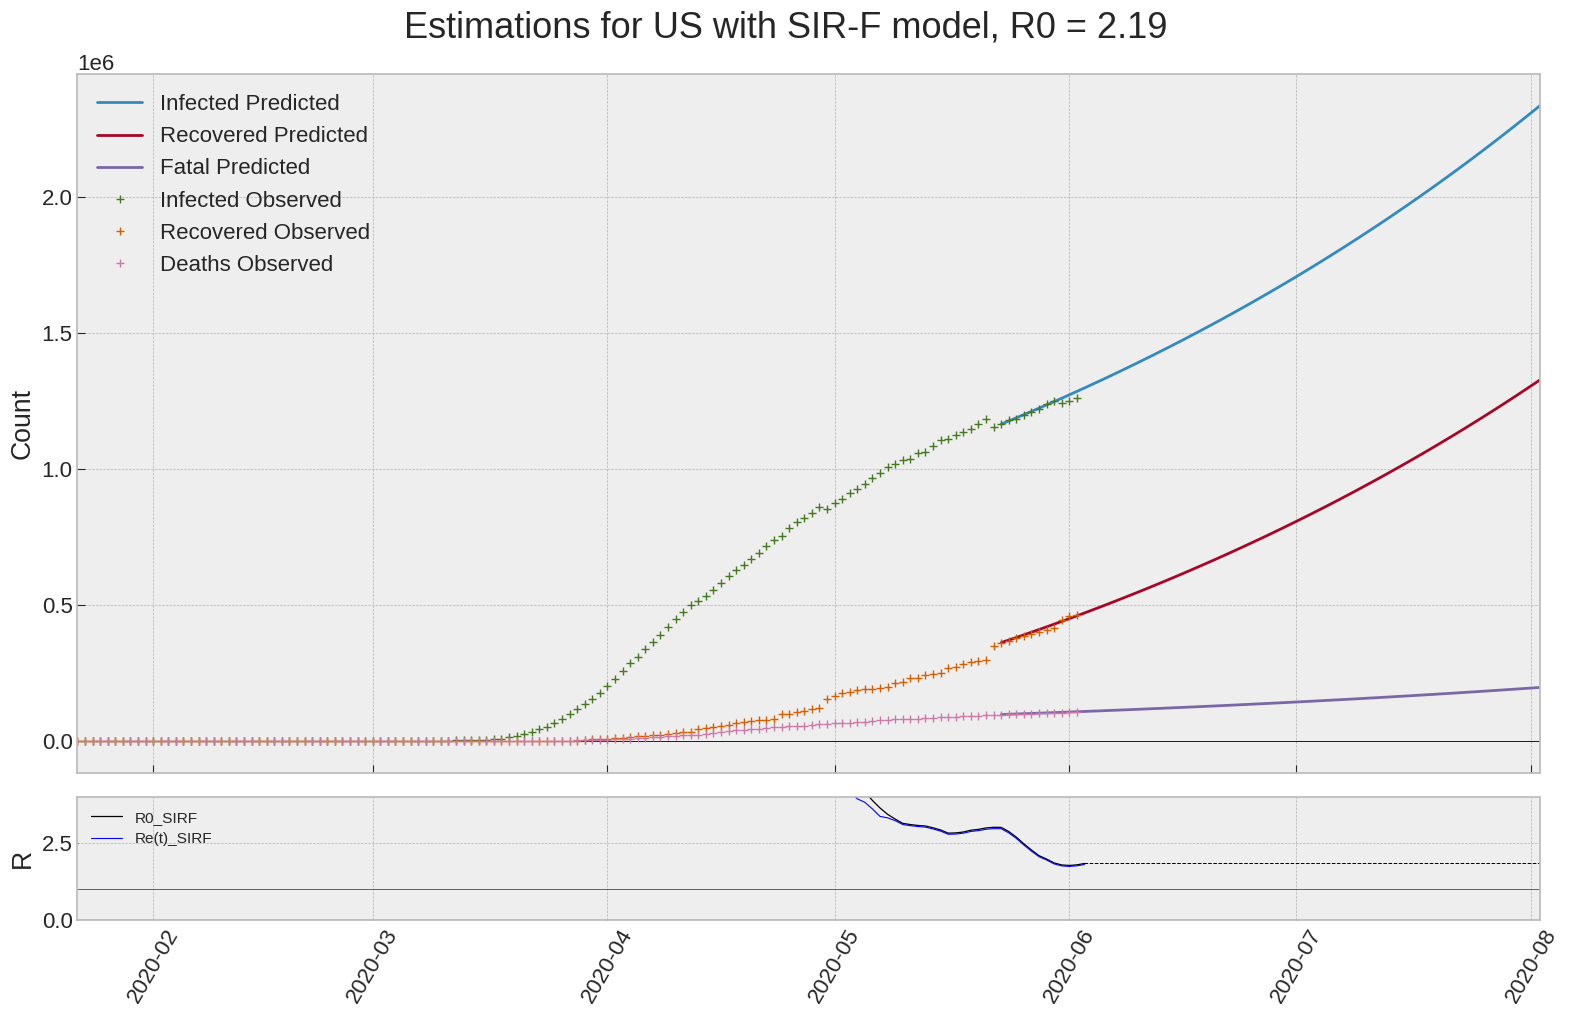 Estimations for US with SIR-F model, R0 = 2.19
1e6
Infected Predicted
Recovered Predicted
Fatal Predicted
Infected Observed
Recovered Observed
Deaths Observed
2.0
1.5
1.0
0.5
0.0
Count
R0_SIRF
Re(t)_SIRF
2.5
0.0
R
2020-02
2020-03
2020-04
2020-05
2020-06
2020-07
2020-08